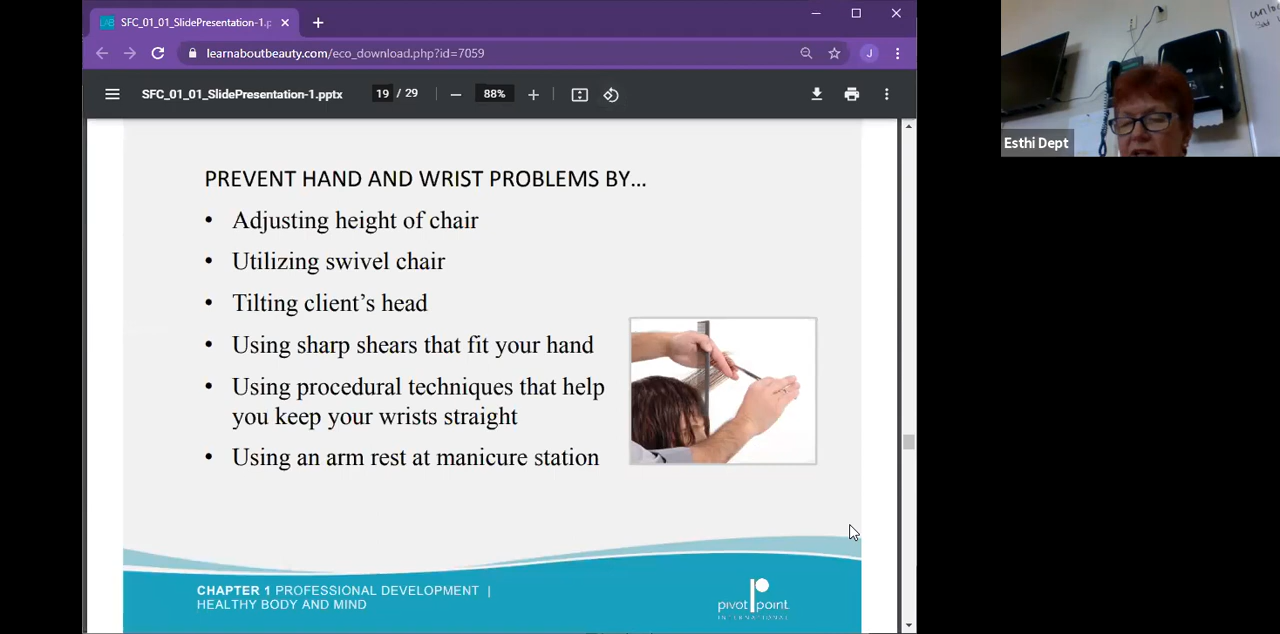 SFC_01_01_SlidePresentation-1.p
learnaboutbeauty.com/eco_download.php?id=7059
J
SFC_01_01_SlidePresentation-1.pptx
19 / 29
88%
PREVENT HAND AND WRIST PROBLEMS BY...
• Adjusting height of chair
• Utilizing swivel chair
• Tilting client's head
• Using sharp shears that fit your hand
• Using procedural techniques that help
you keep your wrists straight
• Using an arm rest at manicure station
CHAPTER 1 PROFESSIONAL DEVELOPMENT |
HEALTHY BODY AND MIND
pivot point
INTERNATIONAL
Esthi Dept